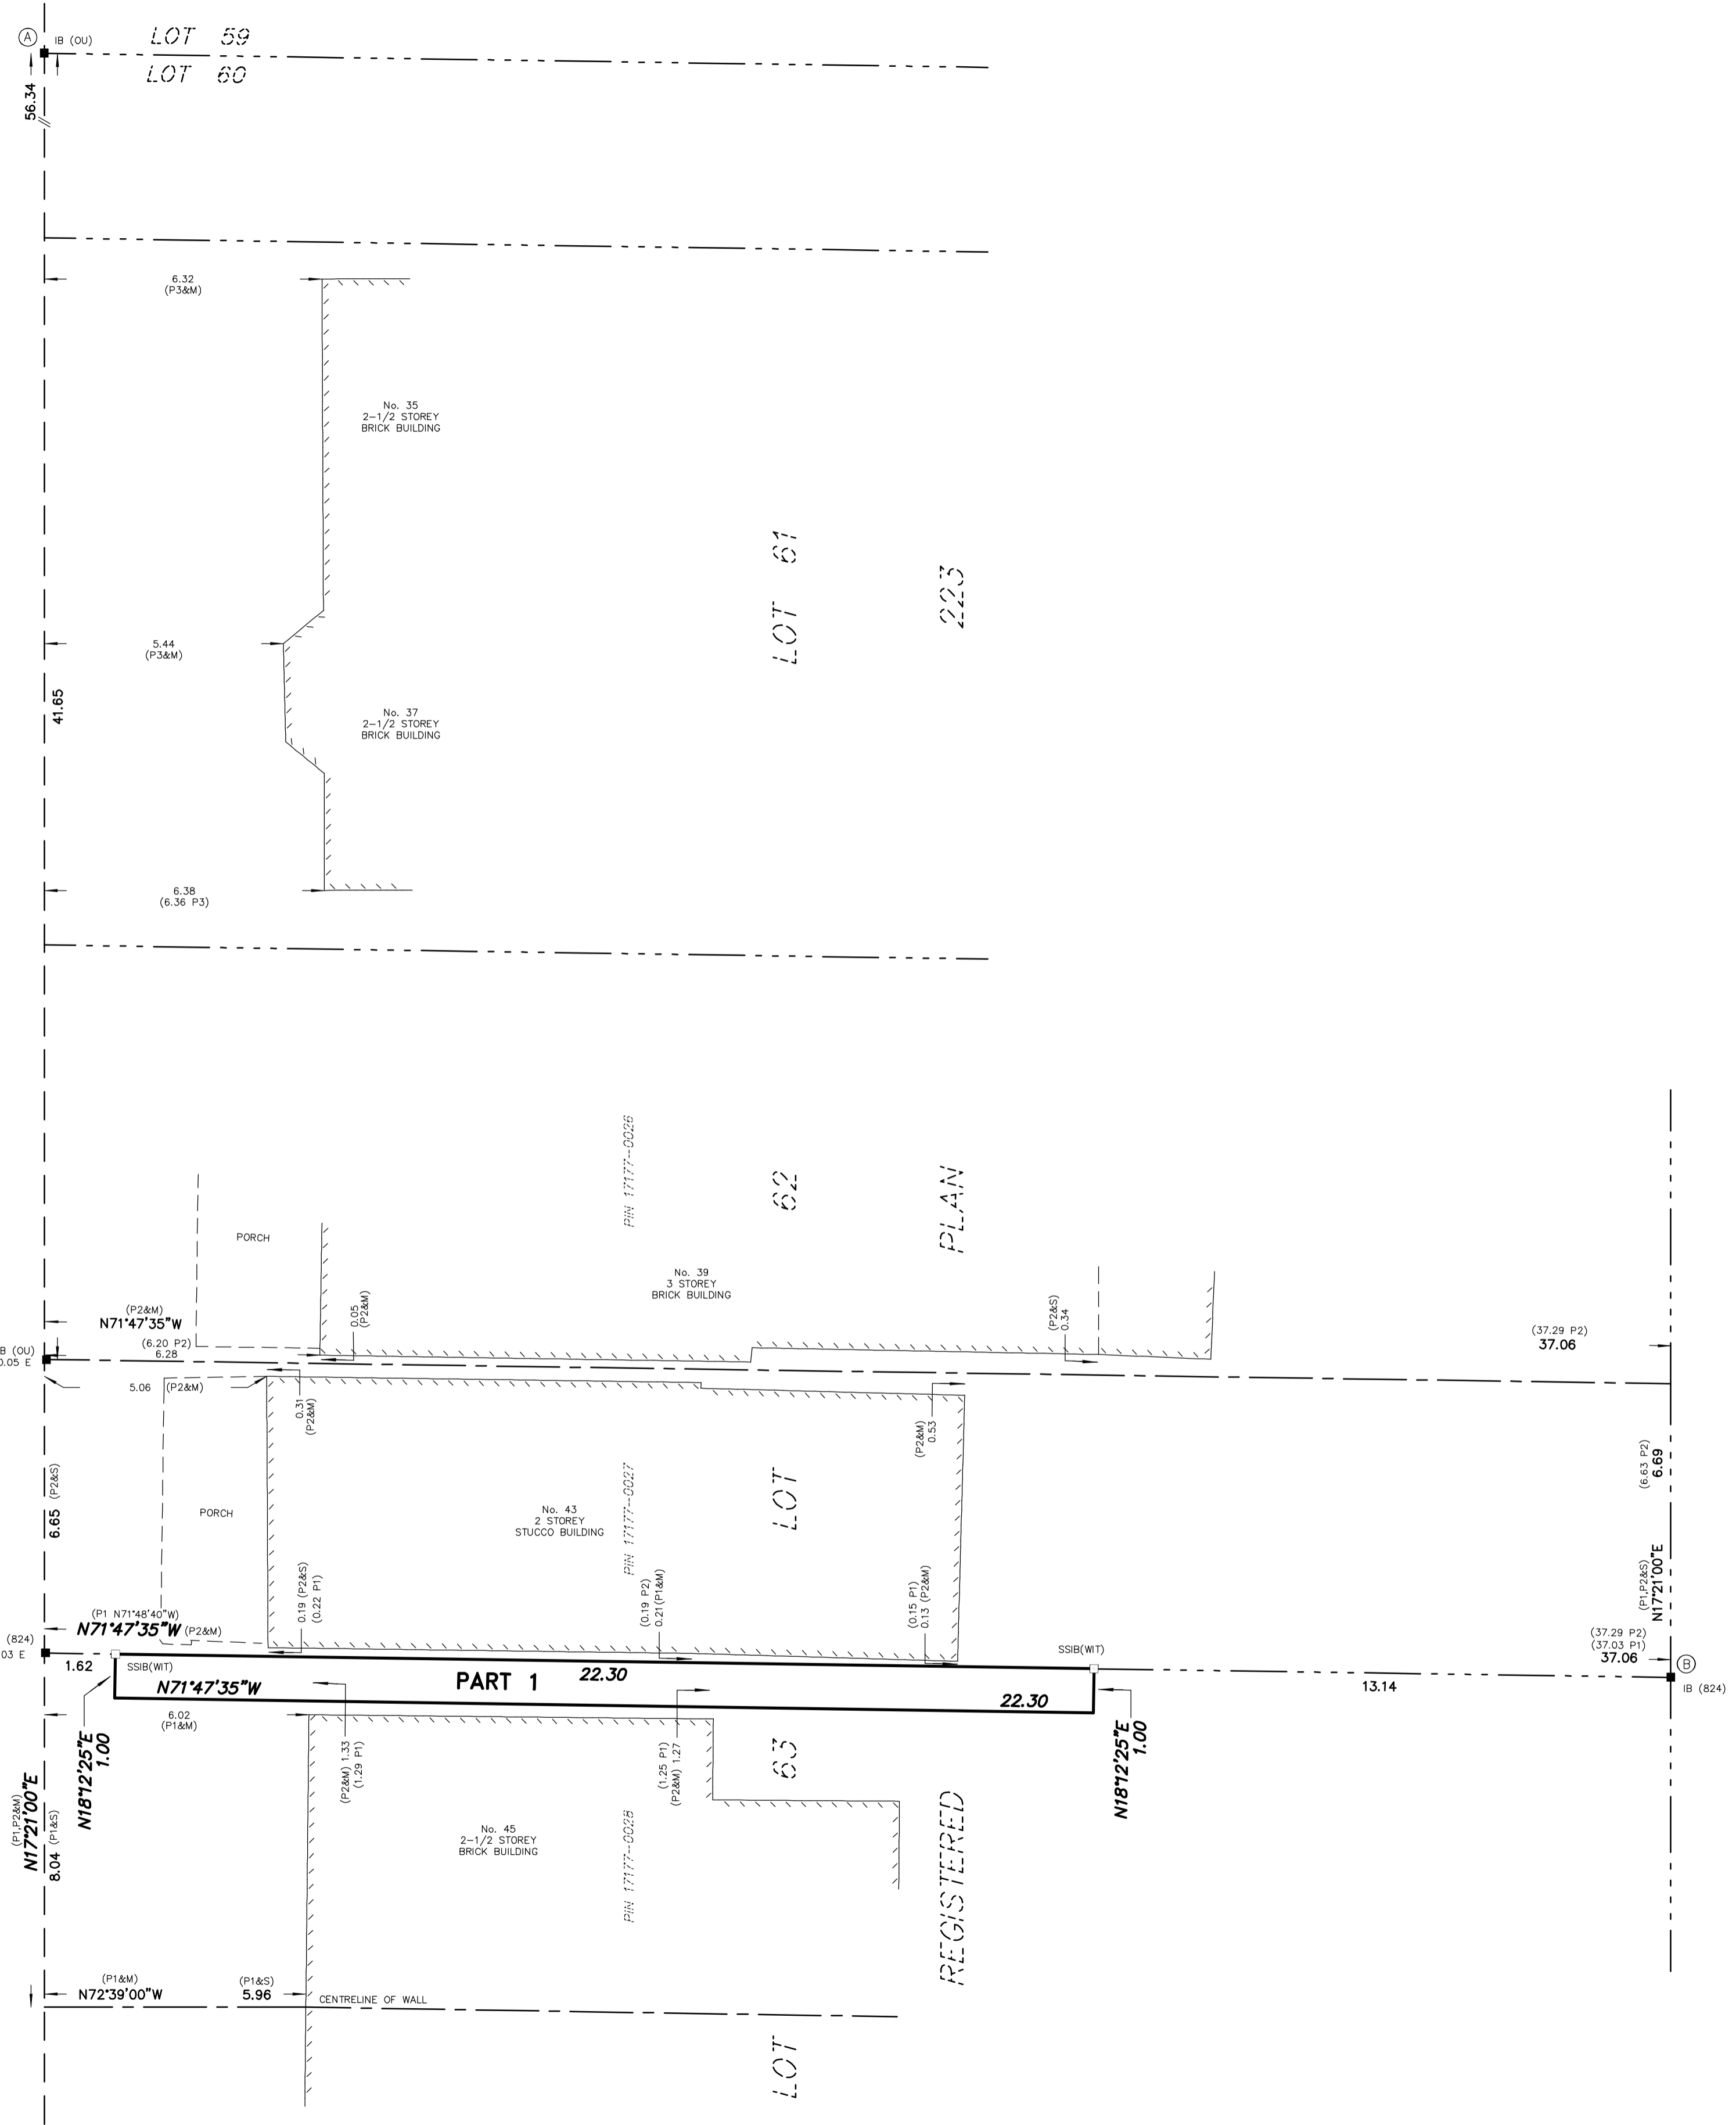 A
IB (OU)
LOT 59
LOT 60
56.34
6.32
(P3&M)
No. 35
2-1/2 STOREY
BRICK BUILDING
LOT 61
223
5.44
(P3&M)
41.65
No. 37
2-1/2 STOREY
BRICK BUILDING
6.38
(6.36 P3)
PIN 17177-0026
62
PLAN
PORCH
No. 39
3 STOREY
BRICK BUILDING
(P2&M)
N71°47'35"W
0.05
(P2&M)
(P2&S)
0.34
(6.20 P2)
6.28
(37.29 P2)
37.06
B (OU)
0.05 E
5.06 (P2&M)
0.31
(P2&M)
(P2&M)
0.53
6.65 (P2&S)
PORCH
No. 43
2 STOREY
STUCCO BUILDING
PIN 17177-0027
LOT
(6.63 P2)
6.69
(P1,P2&S)
N17°21'00"E
0.19 (P2&S)
(0.22 P1)
(0.19 P2)
0.21(P1&M)
(0.15 P1)
0.13 (P2&M)
(P1 N71°48'40"W)
N71°47'35"W (P2&M)
(824)
03 E
1.62
SSIB(WIT)
PART 1
22.30
SSIB(WIT)
(37.29 P2)
(37.03 P1)
37.06
B
IB (824)
13.14
N71°47'35"W
22.30
6.02
(P1&M)
N18°12'25"E
1.00
(P2&M) 1.33
(1.29 P1)
(1.25 P1)
(P2&M) 1.27
63
N18°12'25"E
1.00
(P1,P2&M)
N17°21'00"E
8.04 (P1&S)
No. 45
2-1/2 STOREY
BRICK BUILDING
PIN 17177-0028
REGISTERED
(P1&M)
N72°39'00"W
(P1&S)
5.96
CENTRELINE OF WALL
LOT